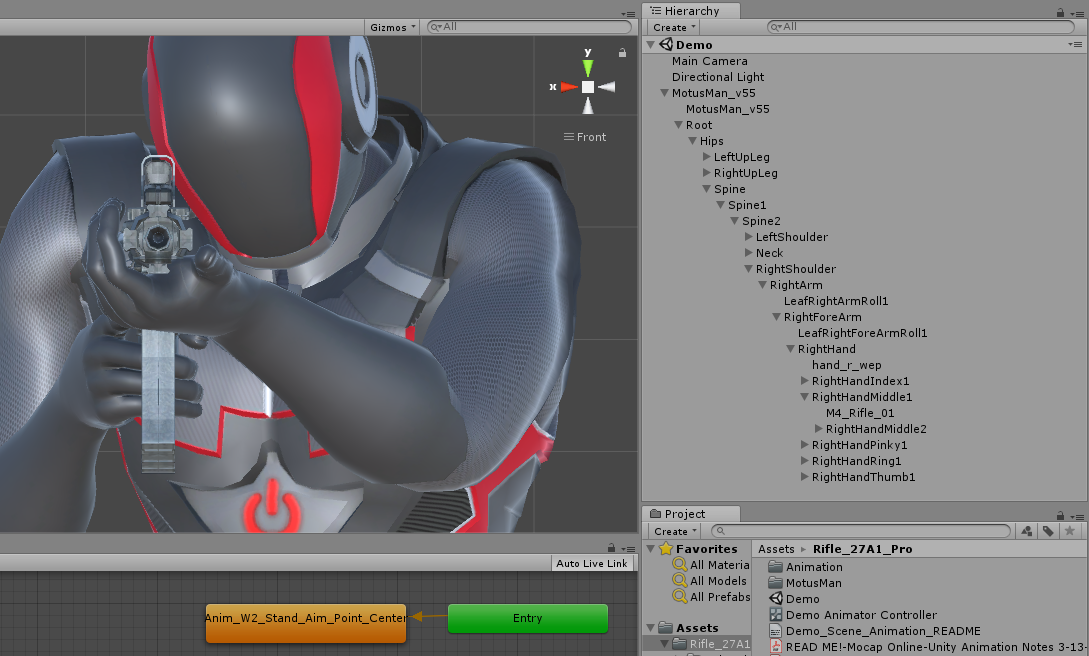 Gizmos
All
y
x
Front
Auto Live Link
Anim_W2_Stand_Aim_Point_Center
Entry
Hierarchy
Create
All
Demo
Main Camera
Directional Light
MotusMan_v55
MotusMan_v55
Root
Hips
LeftUpLeg
RightUpLeg
Spine
Spine1
Spine2
LeftShoulder
Neck
RightShoulder
RightArm
LeafRightArmRoll1
RightForeArm
LeafRightForeArmRoll1
RightHand
hand_r_wep
RightHandIndex1
RightHandMiddle1
M4_Rifle_01
RightHandMiddle2
RightHandPinky1
RightHandRing1
RightHandThumb1
Project
Create
Favorites
All Materia
All Models
All Prefabs
Assets
Rifle_27A1
Assets ▸ Rifle_27A1_Pro
Animation
MotusMan
Demo
Demo Animator Controller
Demo_Scene_Animation_README
READ ME!-Mocap Online-Unity Animation Notes 3-13